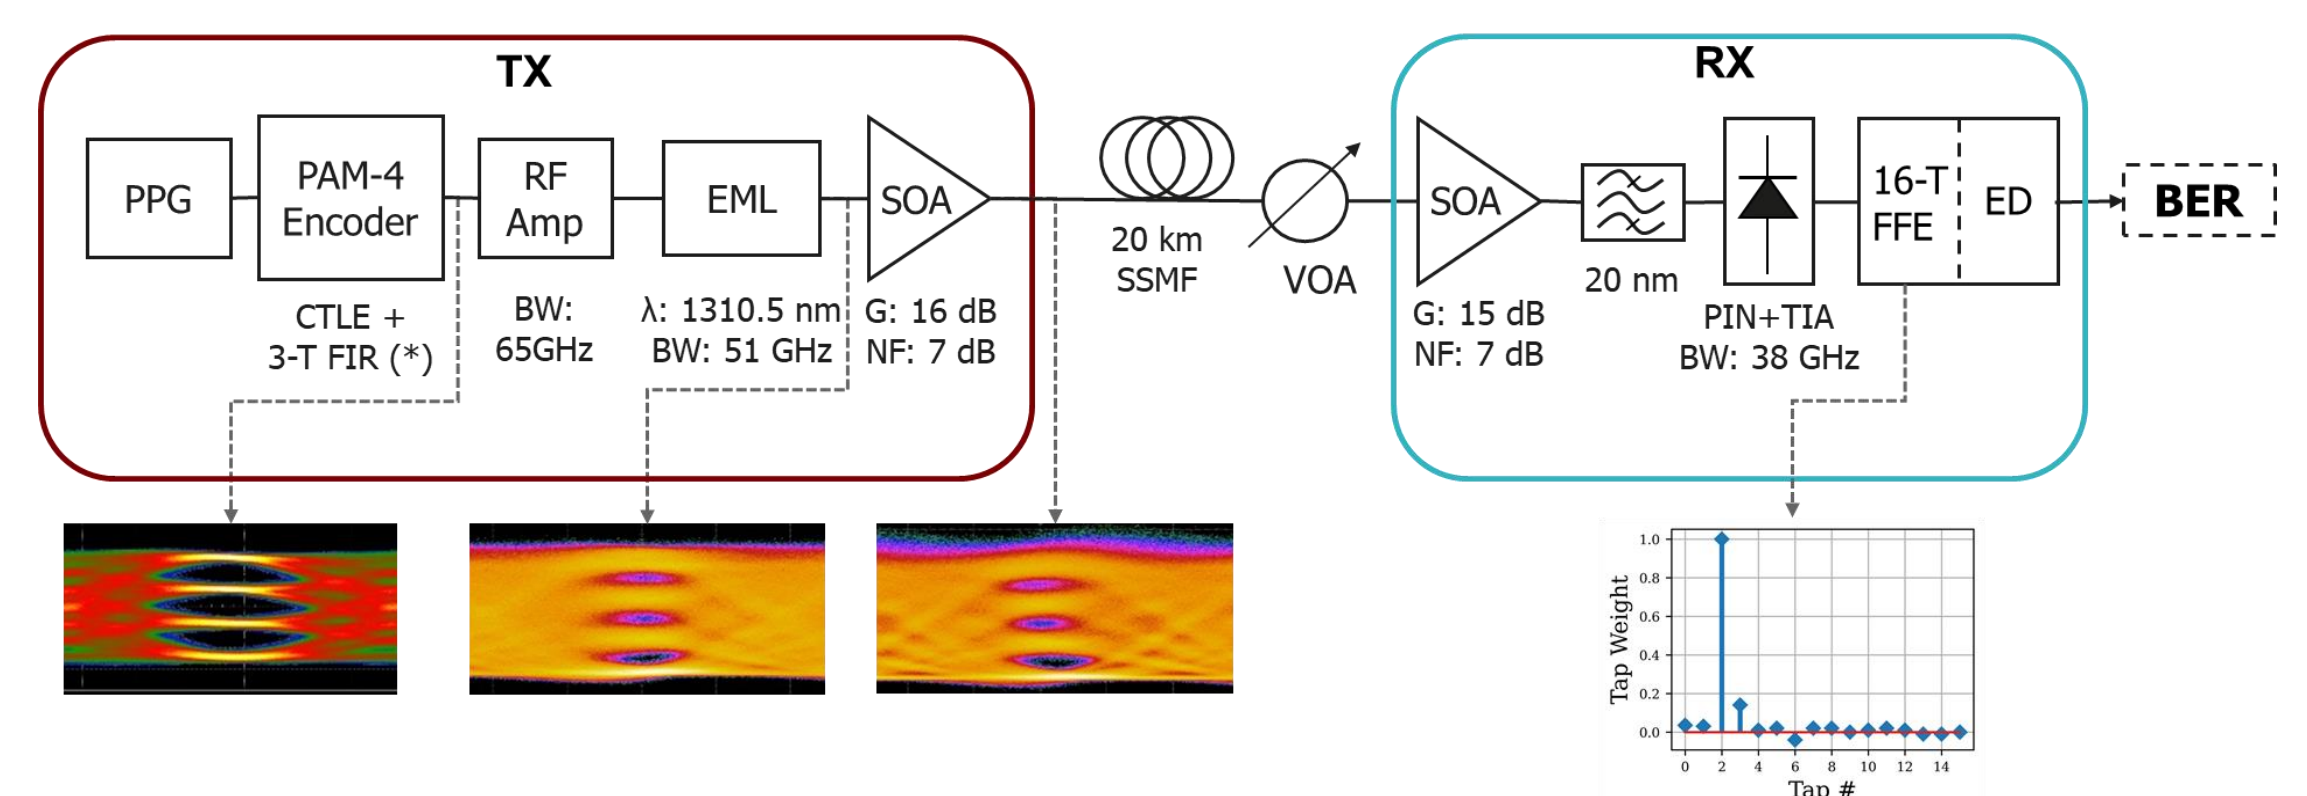 TX
RX
PPG
PAM-4
Encoder
RF
Amp
EML
SOA
SOA
16-T
FFE
ED
BER
CTLE +
3-T FIR (*)
BW:
65GHz
λ: 1310.5 nm
BW: 51 GHz
G: 16 dB
NF: 7 dB
20 km
SSMF
VOA
G: 15 dB
NF: 7 dB
20 nm
PIN+TIA
BW: 38 GHz
Tap Weight
1.0
0.8
0.6
0.4
0.2
0.0
0 2 4 6 8 10 12 14
Tap #